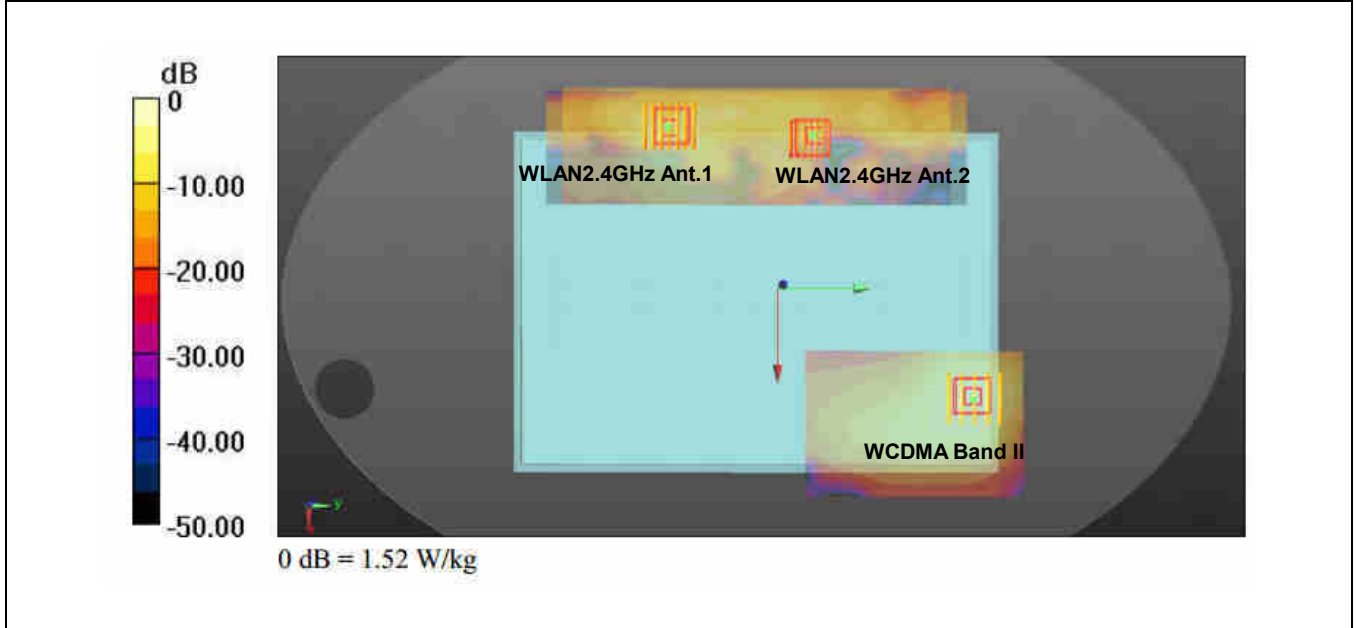 dB
0
-10.00
-20.00
-30.00
-40.00
-50.00
WLAN2.4GHz Ant.1
WLAN2.4GHz Ant.2
WCDMA Band II
y
0 dB = 1.52 W/kg